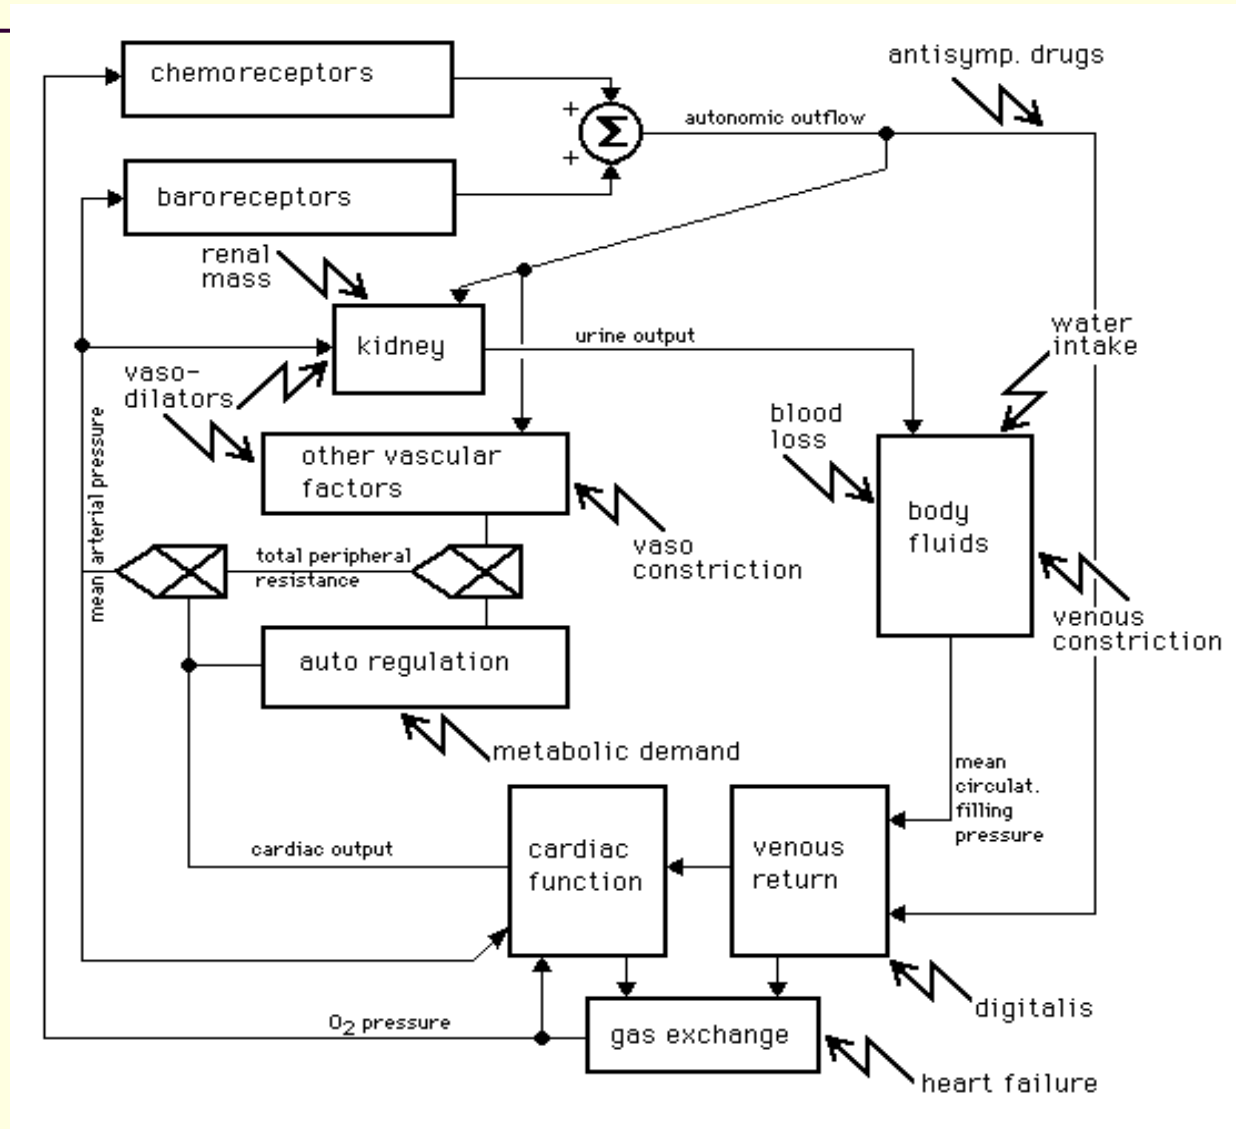 antisymp. drugs
chemoreceptors
+
Σ
autonomic outflow
+
baroreceptors
renal
mass
water
intake
kidney
urine output
vaso-
dilators
blood
loss
mean arterial pressure
other vascular
factors
body
fluids
vaso
constriction
total peripheral
resistance
venous
constriction
auto regulation
metabolic demand
mean
circulat.
filling
pressure
cardiac output
cardiac
function
venous
return
digitalis
O2 pressure
gas exchange
heart failure